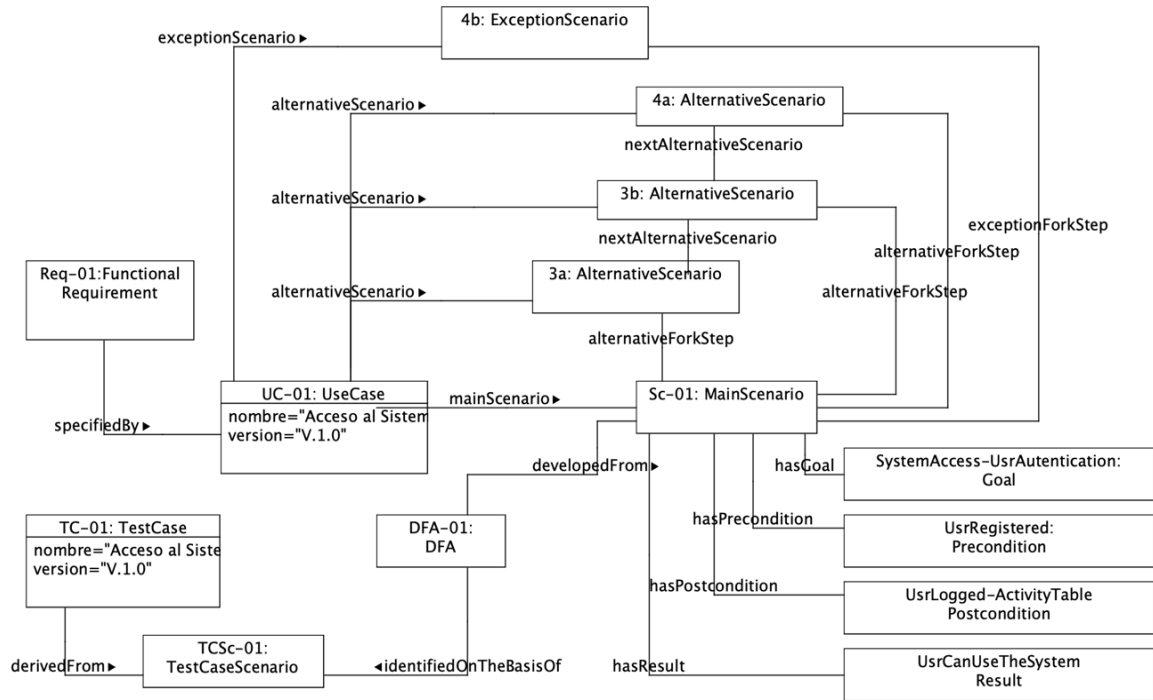 4b: ExceptionScenario
exceptionScenario ▸
4a: AlternativeScenario
alternativeScenario ▸
nextAlternativeScenario
3b: AlternativeScenario
alternativeScenario ▸
exceptionForkStep
nextAlternativeScenario
alternativeForkStep
Req-01:Functional
Requirement
3a: AlternativeScenario
alternativeScenario ▸
alternativeForkStep
alternativeForkStep
UC-01: UseCase
nombre="Acceso al Sistem
version="V.1.0"
mainScenario ▸
Sc-01: MainScenario
specifiedBy ▸
developedFrom ▸
hasGoal
SystemAccess-UsrAutentication:
Goal
TC-01: TestCase
nombre="Acceso al Siste
version="V.1.0"
DFA-01:
DFA
hasPrecondition
UsrRegistered:
Precondition
hasPostcondition
UsrLogged-ActivityTable
Postcondition
TCSc-01:
TestCaseScenario
derivedFrom ▸
◂identifiedOnTheBasisOf
hasResult
UsrCanUseTheSystem
Result